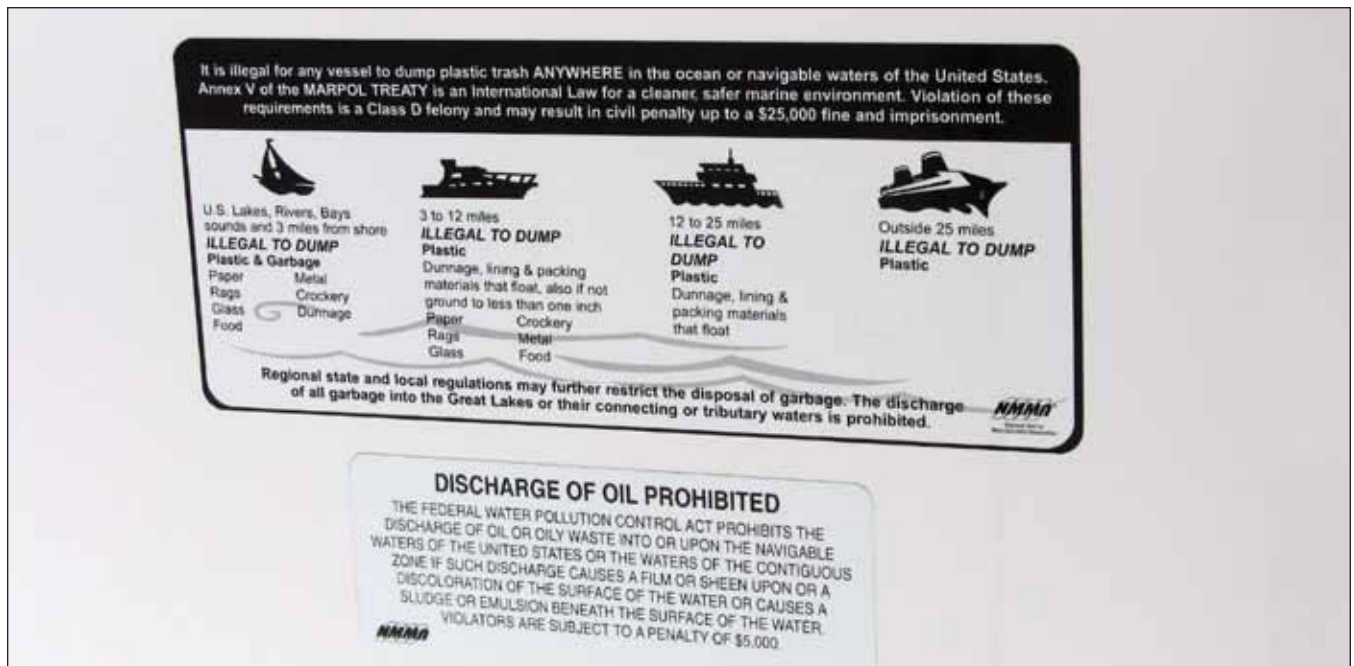 It is illegal for any vessel to dump plastic trash ANYWHERE in the ocean or navigable waters of the United States.
Annex V of the MARPOL TREATY is an International Law for a cleaner, safer marine environment. Violation of these
requirements is a Class D felony and may result in civil penalty up to a $25,000 fine and imprisonment.
U.S. Lakes, Rivers, Bays
sounds and 3 miles from shore
ILLEGAL TO DUMP
Plastic & Garbage
Paper Metal
Rags Crockery
Glass Dunnage
Food
3 to 12 miles
ILLEGAL TO DUMP
Plastic
Dunnage, lining & packing
materials that float, also if not
ground to less than one inch
Paper Crockery
Rags Metal
Glass Food
12 to 25 miles
ILLEGAL TO
DUMP
Plastic
Dunnage, lining &
packing materials
that float
Outside 25 miles
ILLEGAL TO DUMP
Plastic
Regional state and local regulations may further restrict the disposal of garbage. The discharge
of all garbage into the Great Lakes or their connecting or tributary waters is prohibited.
NMMA
DISCHARGE OF OIL PROHIBITED
THE FEDERAL WATER POLLUTION CONTROL ACT PROHIBITS THE
DISCHARGE OF OIL OR OILY WASTE INTO OR UPON THE NAVIGABLE
WATERS OF THE UNITED STATES OR THE WATERS OF THE CONTIGUOUS
ZONE IF SUCH DISCHARGE CAUSES A FILM OR SHEEN UPON OR A
DISCOLORATION OF THE SURFACE OF THE WATER OR CAUSES A
SLUDGE OR EMULSION BENEATH THE SURFACE OF THE WATER.
VIOLATORS ARE SUBJECT TO A PENALTY OF $5,000.
NMMA